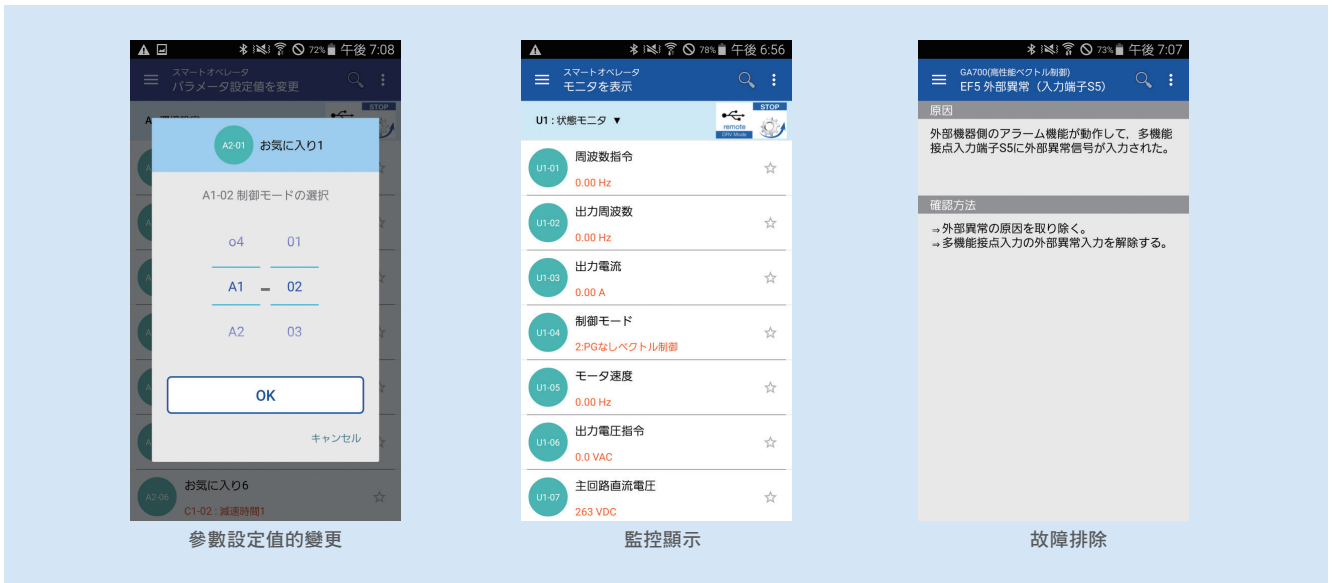 72% 午後 7:08
スマートオペレータ
パラメータ設定値を変更
STOP
A2-01 お気に入り1
A1-02 制御モードの選択
o4 01
A1 - 02
A2 03
OK
キャンセル
A2-06 お気に入り6
C1-02 : 減速時間1
參數設定值的變更
78% 午後 6:56
スマートオペレータ
モニタを表示
U1 : 状態モニタ ▼
remote
DRV Mode
STOP
U1-01 周波数指令
0.00 Hz
U1-02 出力周波数
0.00 Hz
U1-03 出力電流
0.00 A
U1-04 制御モード
2:PGなしベクトル制御
U1-05 モータ速度
0.00 Hz
U1-06 出力電圧指令
0.0 VAC
U1-07 主回路直流電圧
263 VDC
監控顯示
73% 午後 7:07
GA700(高性能ベクトル制御)
EF5 外部異常（入力端子S5）
原因
外部機器側のアラーム機能が動作して，多機能
接点入力端子S5に外部異常信号が入力された。
確認方法
⇒外部異常の原因を取り除く。
⇒多機能接点入力の外部異常入力を解除する。
故障排除